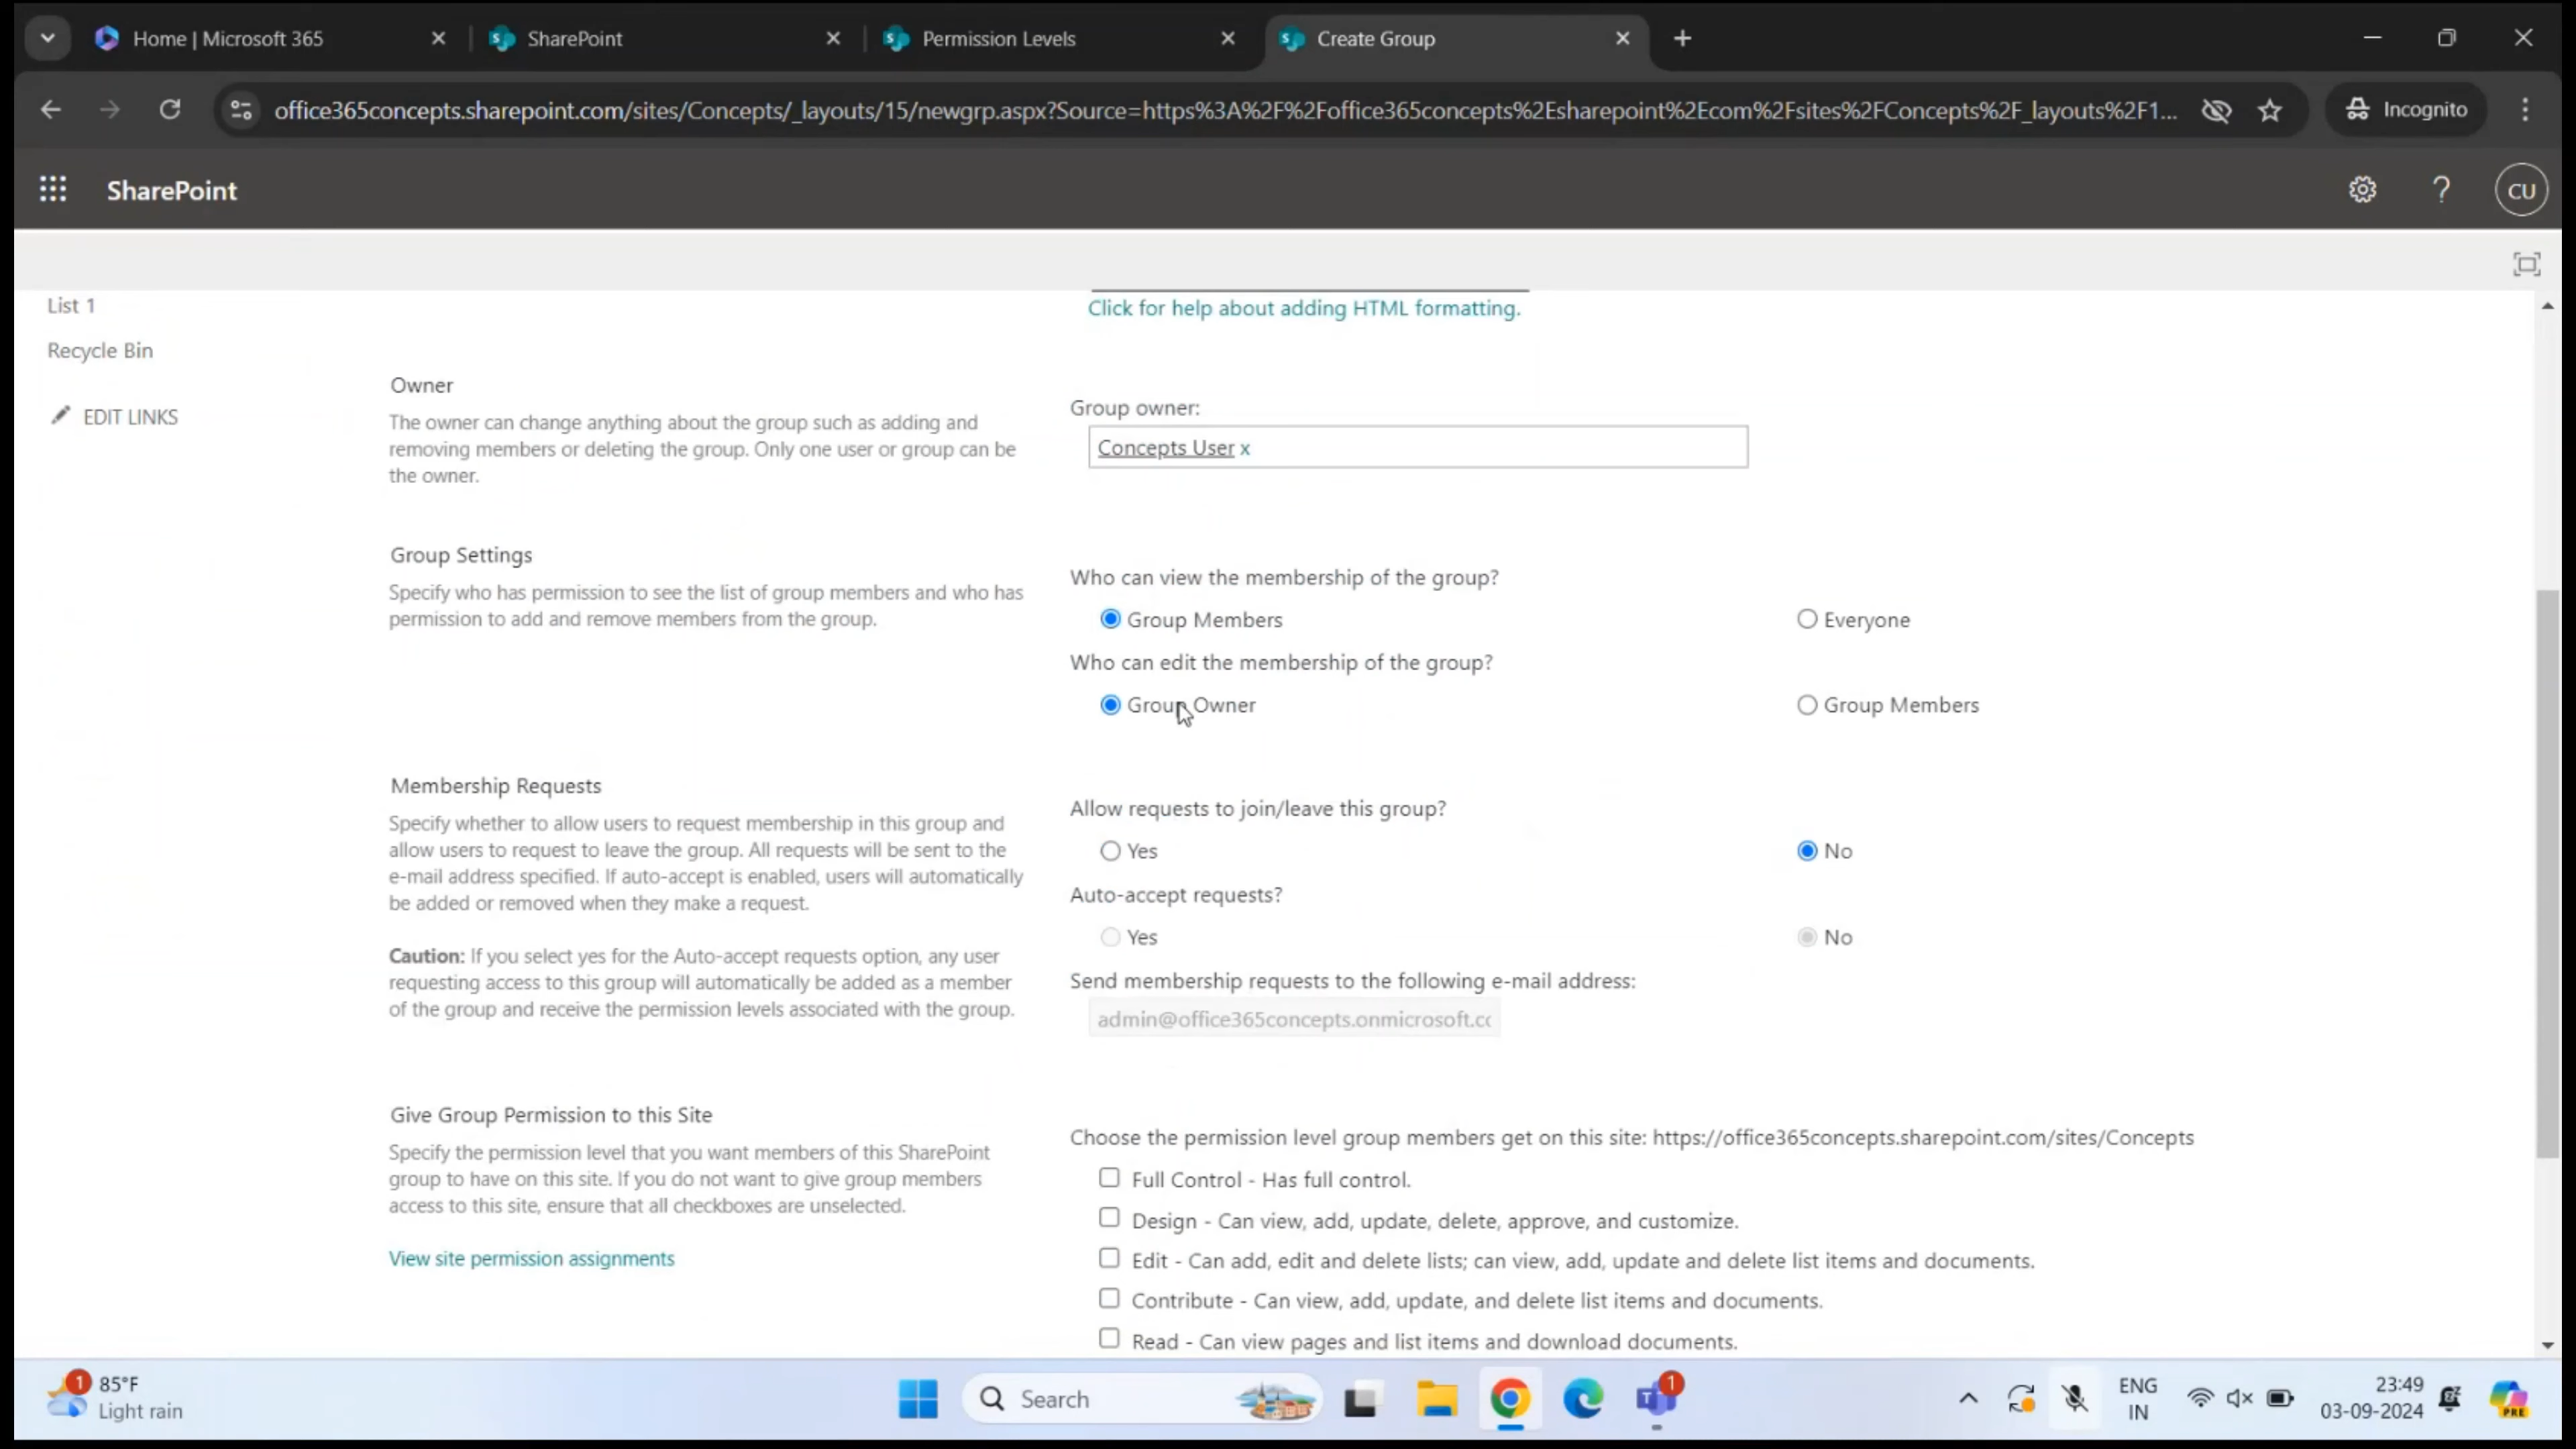 Home | Microsoft 365
SharePoint
Permission Levels
Create Group
office365concepts.sharepoint.com/sites/Concepts/_layouts/15/newgrp.aspx?Source=https%3A%2F%2Foffice365concepts%2Esharepoint%2Ecom%2Fsites%2FConcepts%2F_layouts%2F1...
Incognito
SharePoint
?
CU
List 1
Recycle Bin
EDIT LINKS
Click for help about adding HTML formatting.
Owner
The owner can change anything about the group such as adding and
removing members or deleting the group. Only one user or group can be
the owner.
Group owner:
Concepts User x
Group Settings
Specify who has permission to see the list of group members and who has
permission to add and remove members from the group.
Who can view the membership of the group?
Group Members
Everyone
Who can edit the membership of the group?
Group Owner
Group Members
Membership Requests
Specify whether to allow users to request membership in this group and
allow users to request to leave the group. All requests will be sent to the
e-mail address specified. If auto-accept is enabled, users will automatically
be added or removed when they make a request.
Caution: If you select yes for the Auto-accept requests option, any user
requesting access to this group will automatically be added as a member
of the group and receive the permission levels associated with the group.
Allow requests to join/leave this group?
Yes
No
Auto-accept requests?
Yes
No
Send membership requests to the following e-mail address:
admin@office365concepts.onmicrosoft.cc
Give Group Permission to this Site
Specify the permission level that you want members of this SharePoint
group to have on this site. If you do not want to give group members
access to this site, ensure that all checkboxes are unselected.
View site permission assignments
Choose the permission level group members get on this site: https://office365concepts.sharepoint.com/sites/Concepts
Full Control - Has full control.
Design - Can view, add, update, delete, approve, and customize.
Edit - Can add, edit and delete lists; can view, add, update and delete list items and documents.
Contribute - Can view, add, update, and delete list items and documents.
Read - Can view pages and list items and download documents.
1
85°F
Light rain
Search
1
ENG
IN
23:49
03-09-2024
PRE